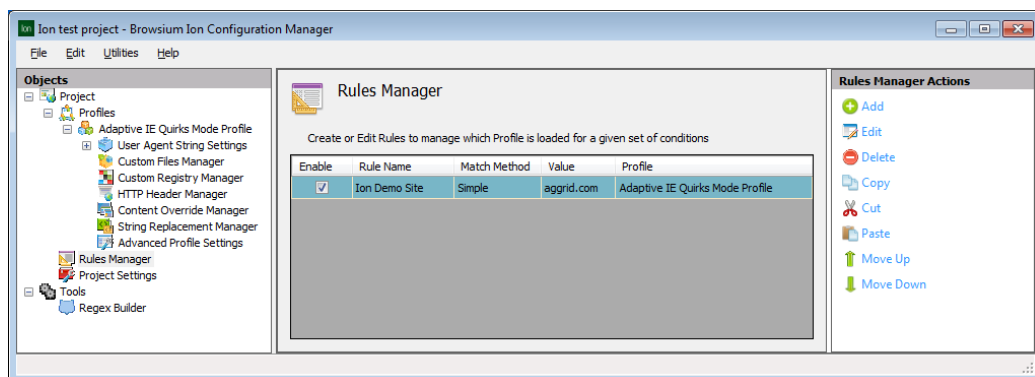 Ion Ion test project - Browsium Ion Configuration Manager
File Edit Utilities Help
Objects
Project
Profiles
Adaptive IE Quirks Mode Profile
User Agent String Settings
Custom Files Manager
Custom Registry Manager
HTTP Header Manager
Content Override Manager
String Replacement Manager
Advanced Profile Settings
Rules Manager
Project Settings
Tools
Regex Builder
Rules Manager
Create or Edit Rules to manage which Profile is loaded for a given set of conditions
Enable Rule Name Match Method Value Profile
Ion Demo Site Simple aggrid.com Adaptive IE Quirks Mode Profile
Rules Manager Actions
Add
Edit
Delete
Copy
Cut
Paste
Move Up
Move Down